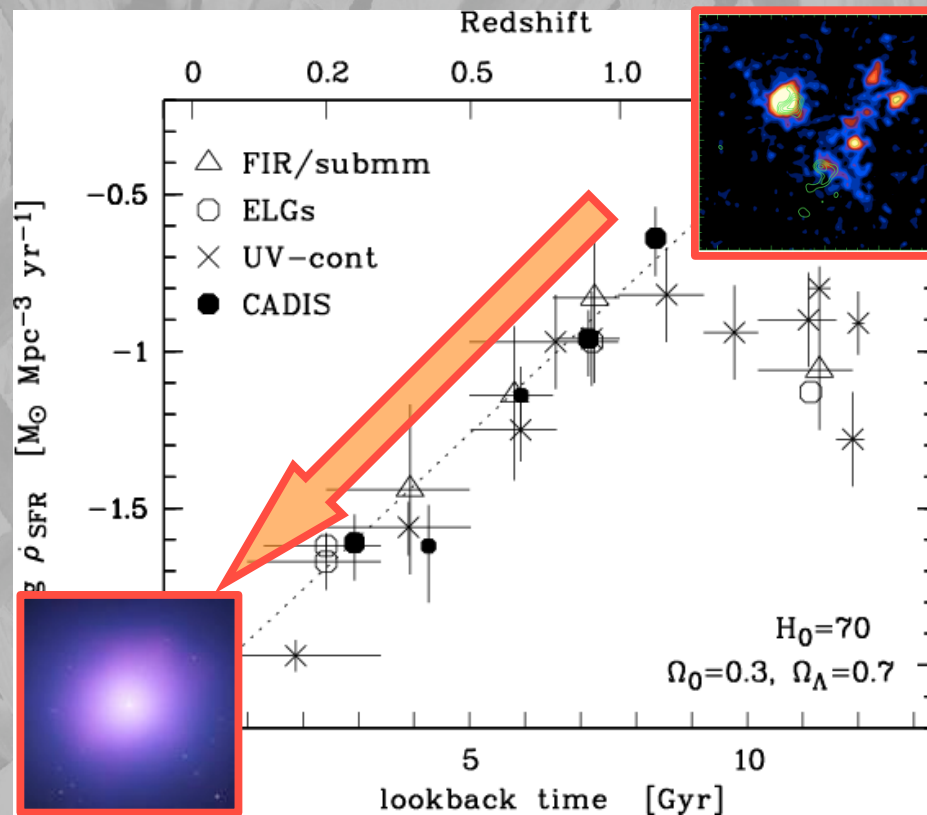 Redshift
0 0.2 0.5 1.0
△ FIR/submm
○ ELGs
× UV-cont
● CADIS
-0.5
-1
-1.5
g ρ̇ SFR [M⊙ Mpc⁻³ yr⁻¹]
H₀=70
Ω₀=0.3, Ω_Λ=0.7
5 10
lookback time [Gyr]